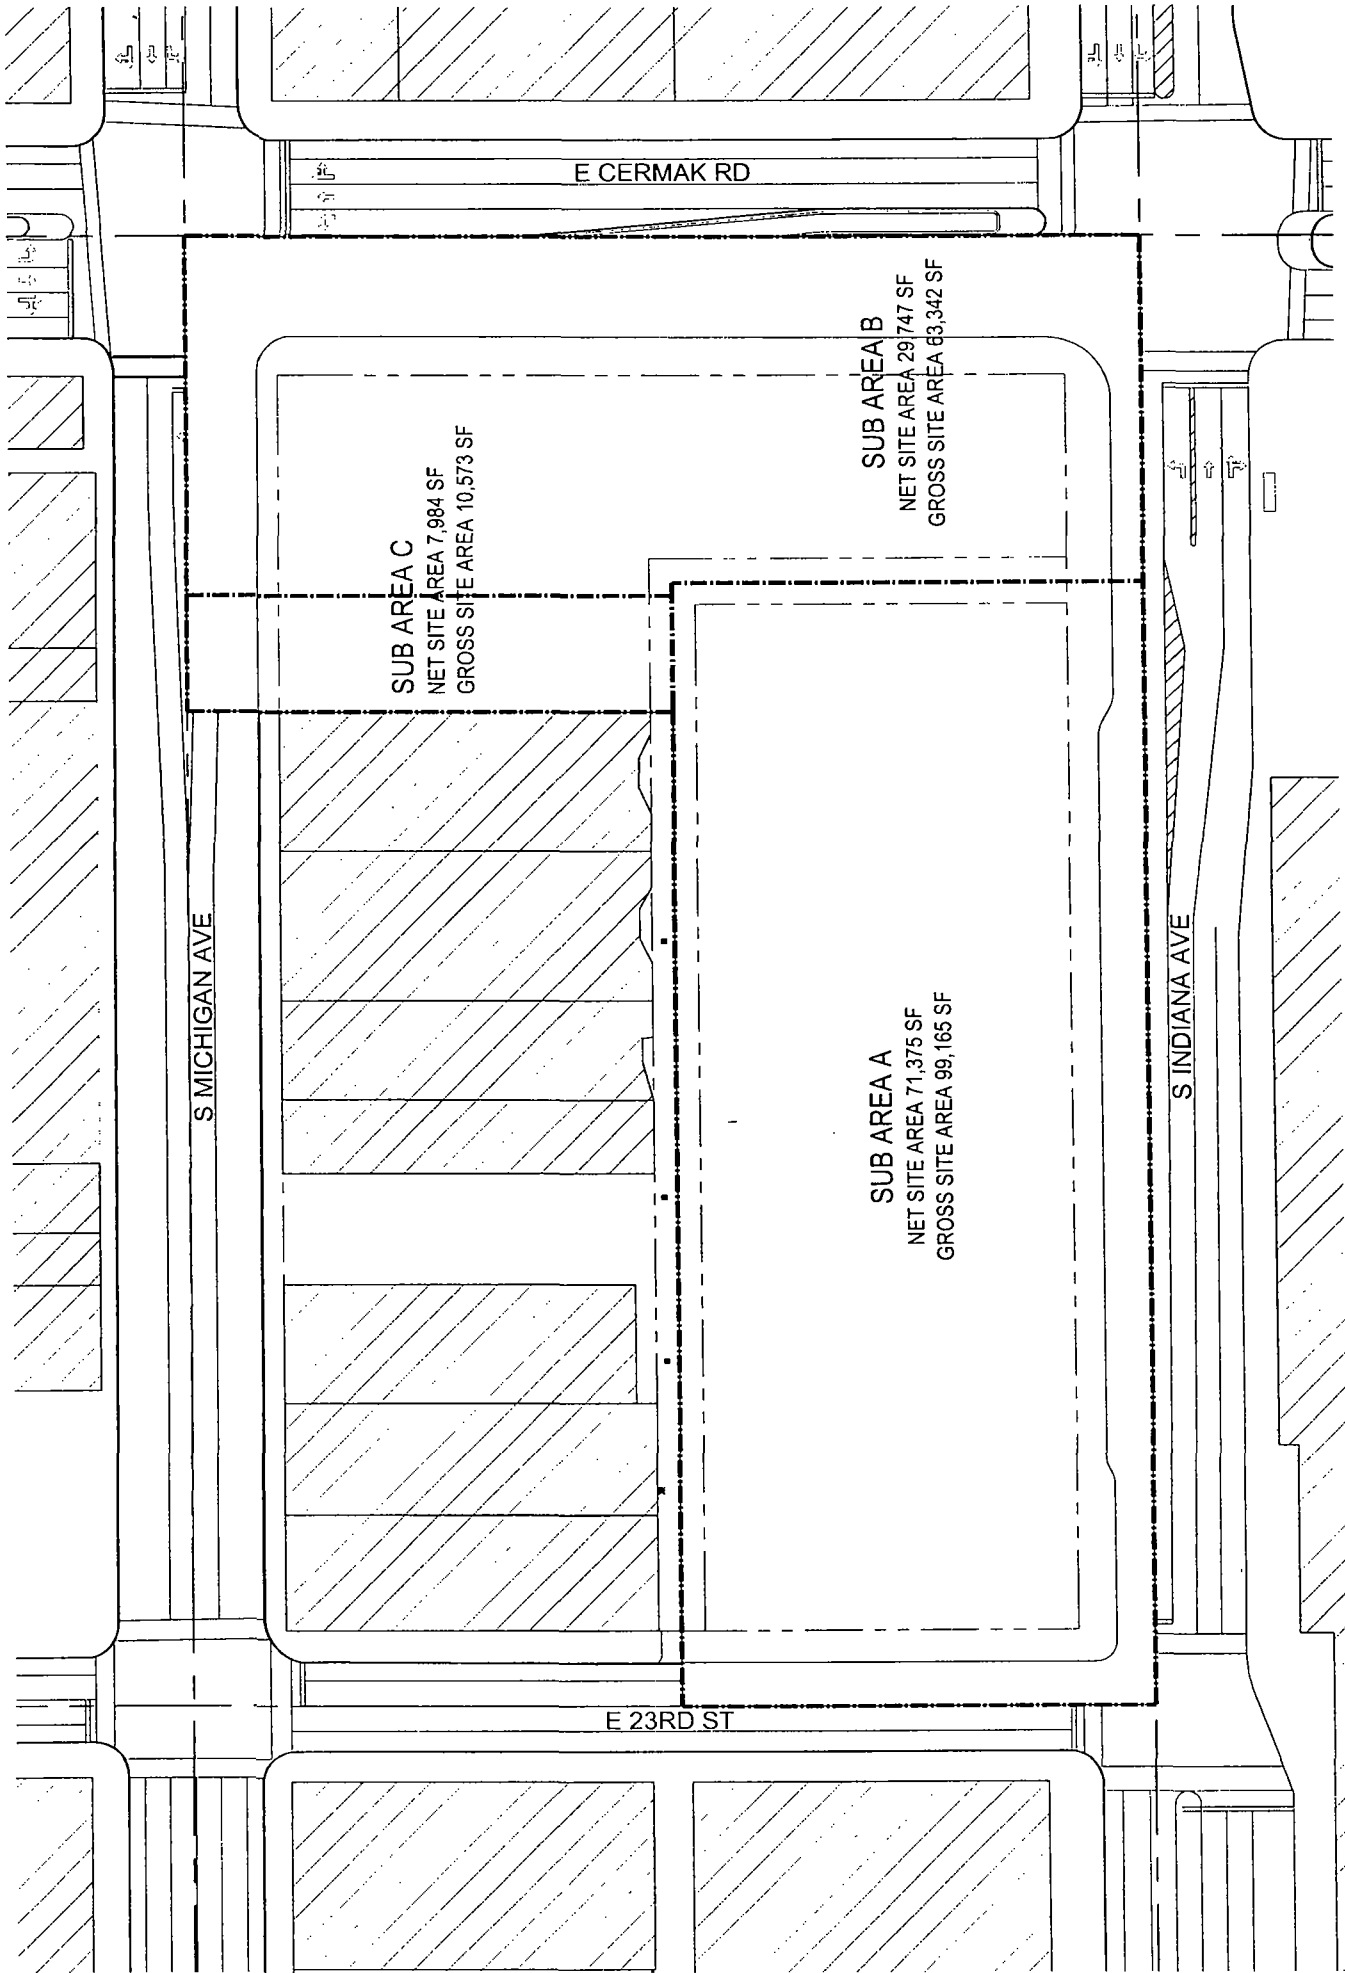 E CERMAK RD
SUB AREA B
NET SITE AREA 29,747 SF
GROSS SITE AREA 63,342 SF
SUB AREA C
NET SITE AREA 7,984 SF
GROSS SITE AREA 10,573 SF
S MICHIGAN AVE
SUB AREA A
NET SITE AREA 71,375 SF
GROSS SITE AREA 99,165 SF
S INDIANA AVE
E 23RD ST